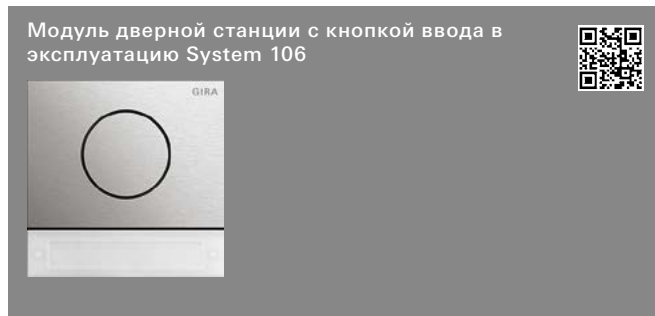 Модуль дверной станции с кнопкой ввода в
эксплуатацию System 106
GIRA